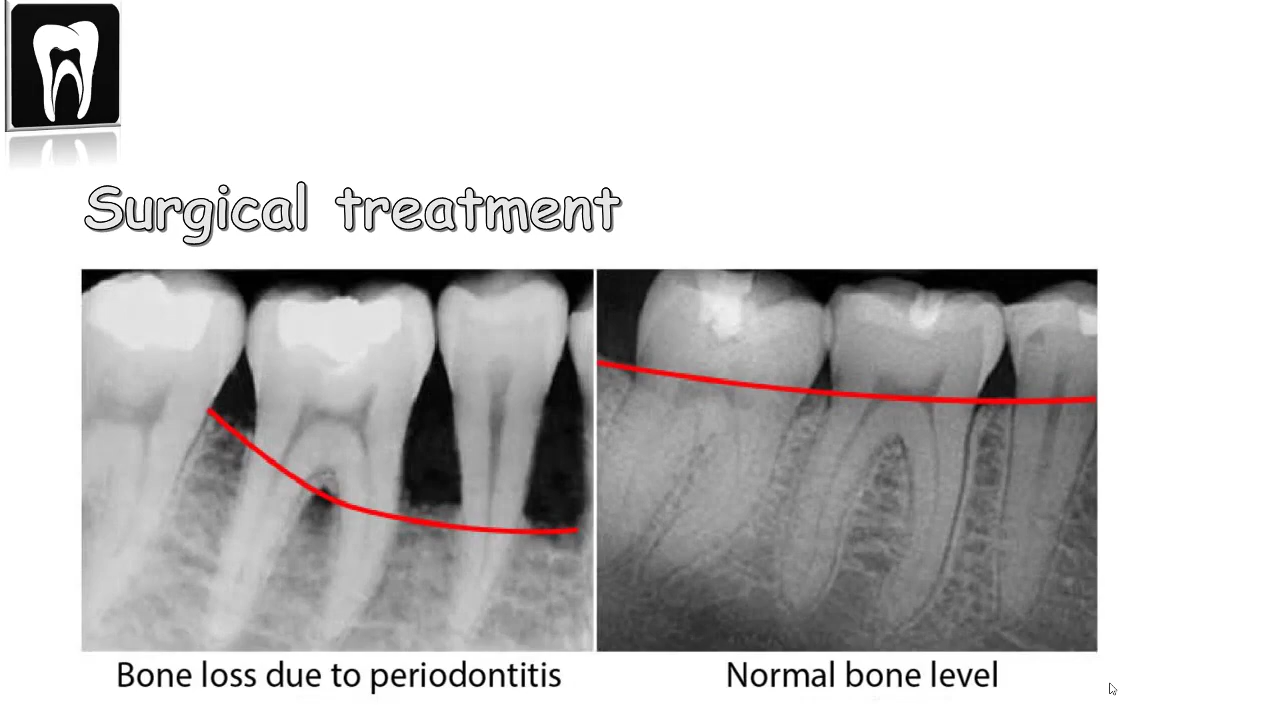 Surgical treatment
Bone loss due to periodontitis
Normal bone level